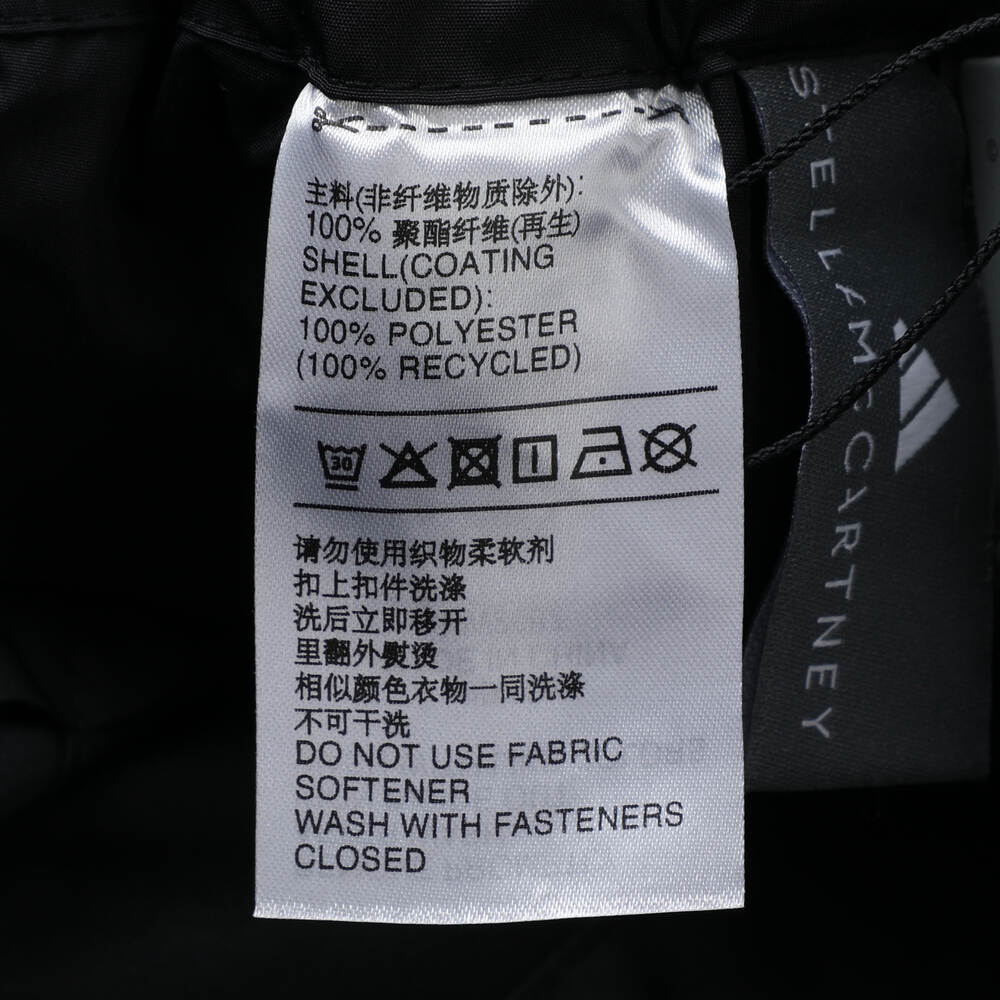 主料(非纤维物质除外):
100% 聚酯纤维(再生)
SHELL(COATING
EXCLUDED):
100% POLYESTER
(100% RECYCLED)
30
请勿使用织物柔软剂
扣上扣件洗涤
洗后立即移开
里翻外熨烫
相似颜色衣物一同洗涤
不可干洗
DO NOT USE FABRIC
SOFTENER
WASH WITH FASTENERS
CLOSED
STELLA McCARTNEY